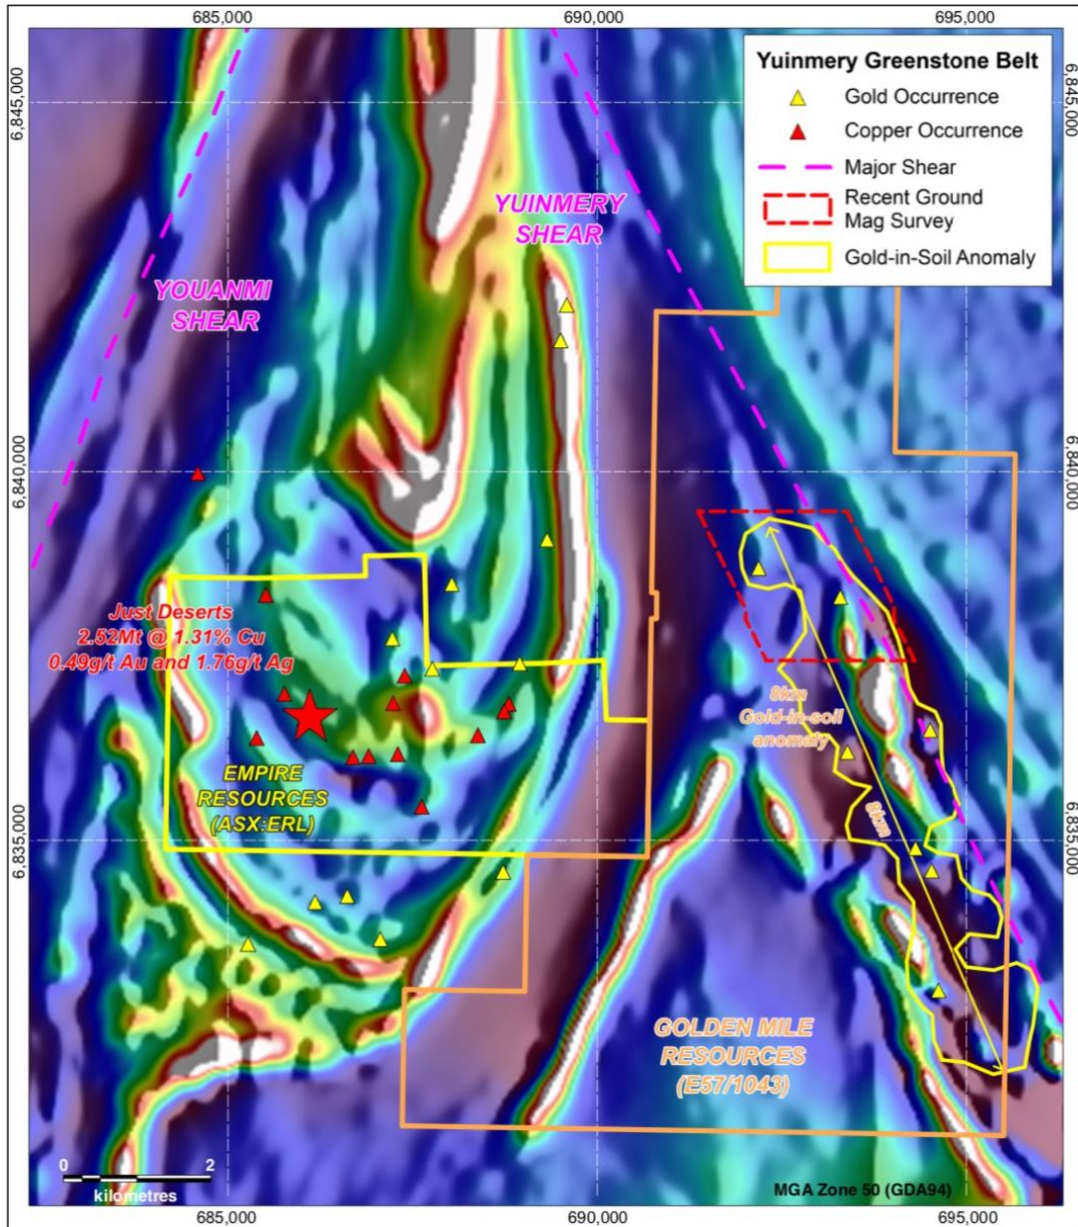 685,000
690,000
695,000
6,845,000
6,845,000
Yuinmery Greenstone Belt
Gold Occurrence
Copper Occurrence
Major Shear
Recent Ground
Mag Survey
Gold-in-Soil Anomaly
YUINMERY
SHEAR
YOUANMI
SHEAR
6,840,000
6,840,000
Just Deserts
2.52Mt @ 1.31% Cu
0.49g/t Au and 1.76g/t Ag
8km
Gold-in-soil
anomaly
EMPIRE
RESOURCES
(ASX:ERL)
8km
6,835,000
6,835,000
GOLDEN MILE
RESOURCES
(E57/1043)
0
2
kilometres
MGA Zone 50 (GDA94)
685,000
690,000
695,000